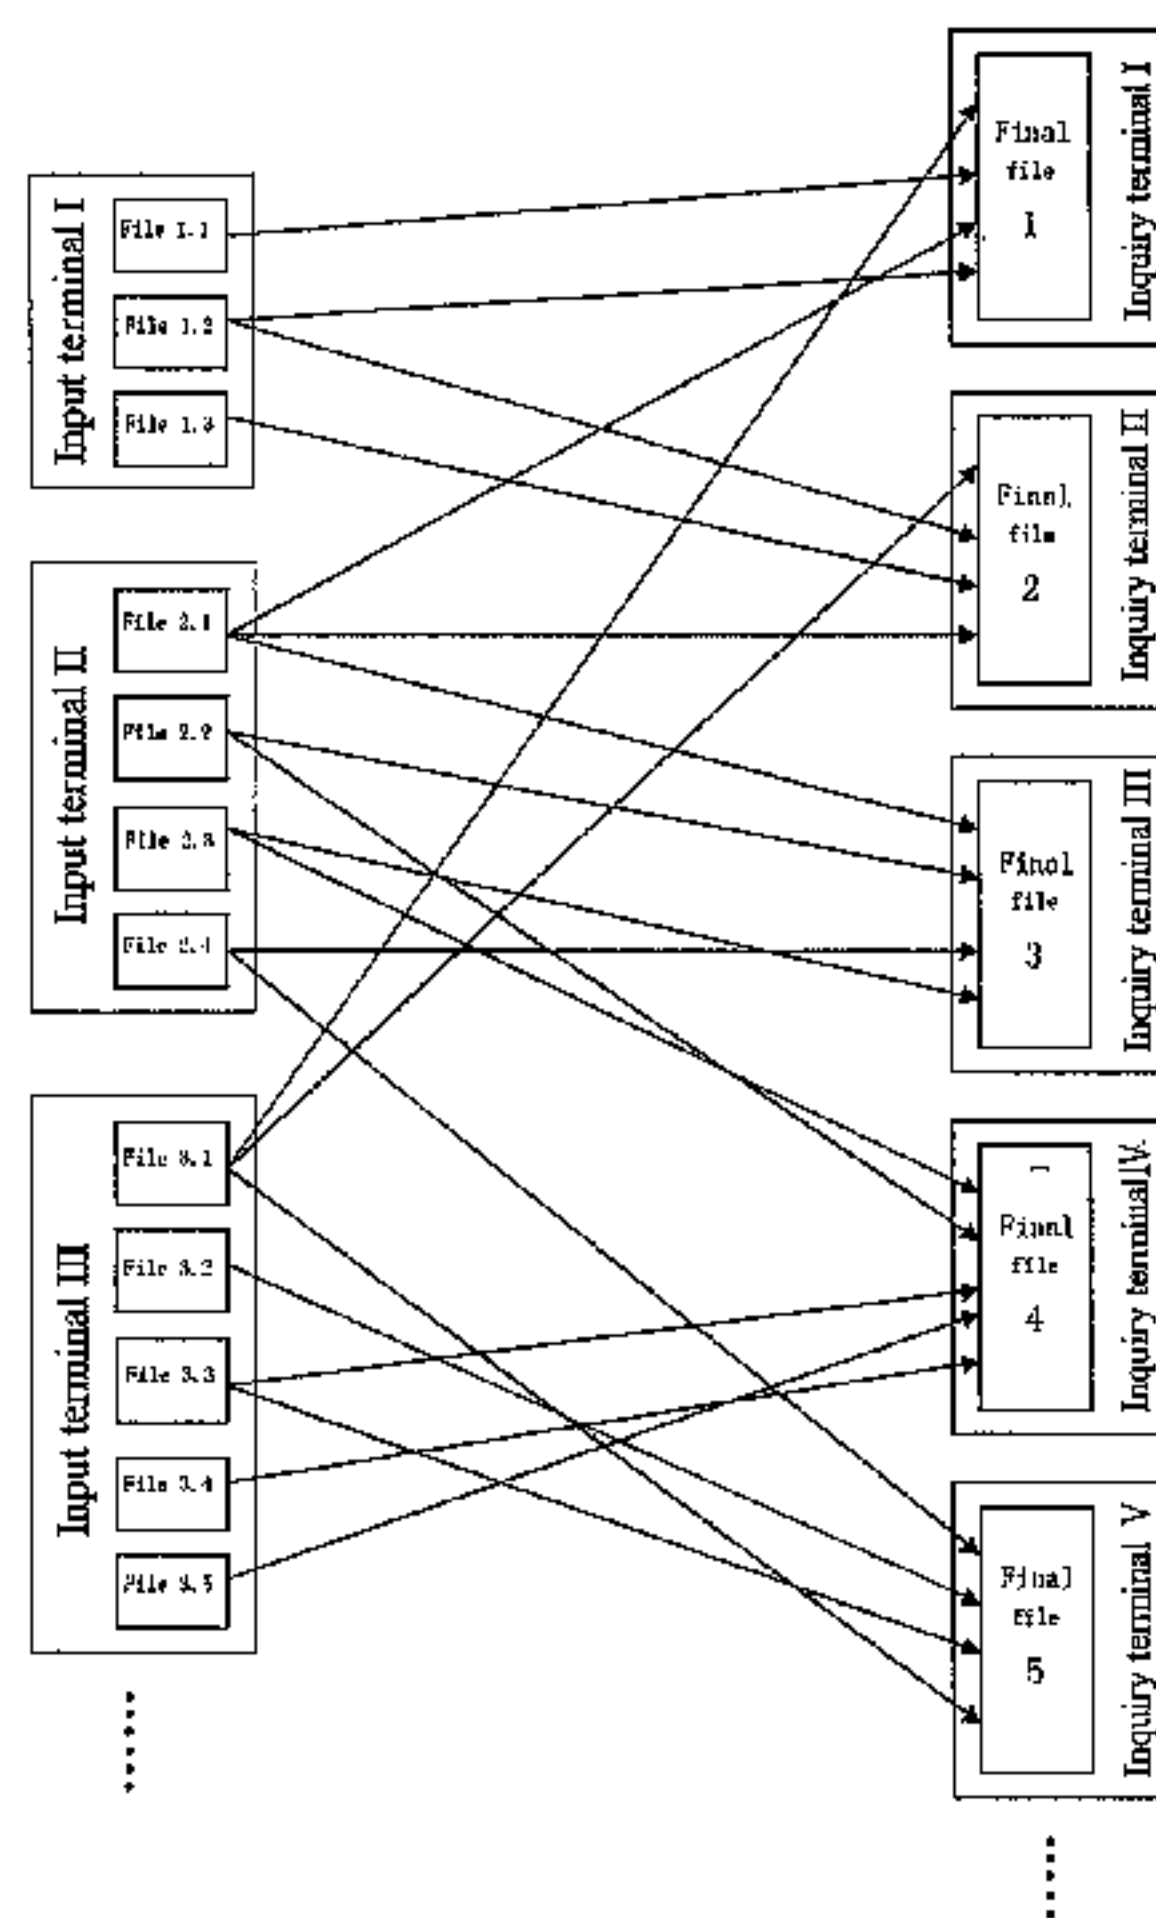 Input terminal I
File 1.1
File 1.2
File 1.3
Input terminal II
File 2.1
File 2.2
File 2.3
File 2.4
Input terminal III
File 3.1
File 3.2
File 3.3
File 3.4
File 3.5
......
Inquiry terminal I
Final
file
1
Inquiry terminal II
Final
file
2
Inquiry terminal III
Final
file
3
Inquiry terminal IV
Final
file
4
Inquiry terminal V
Final
file
5
......